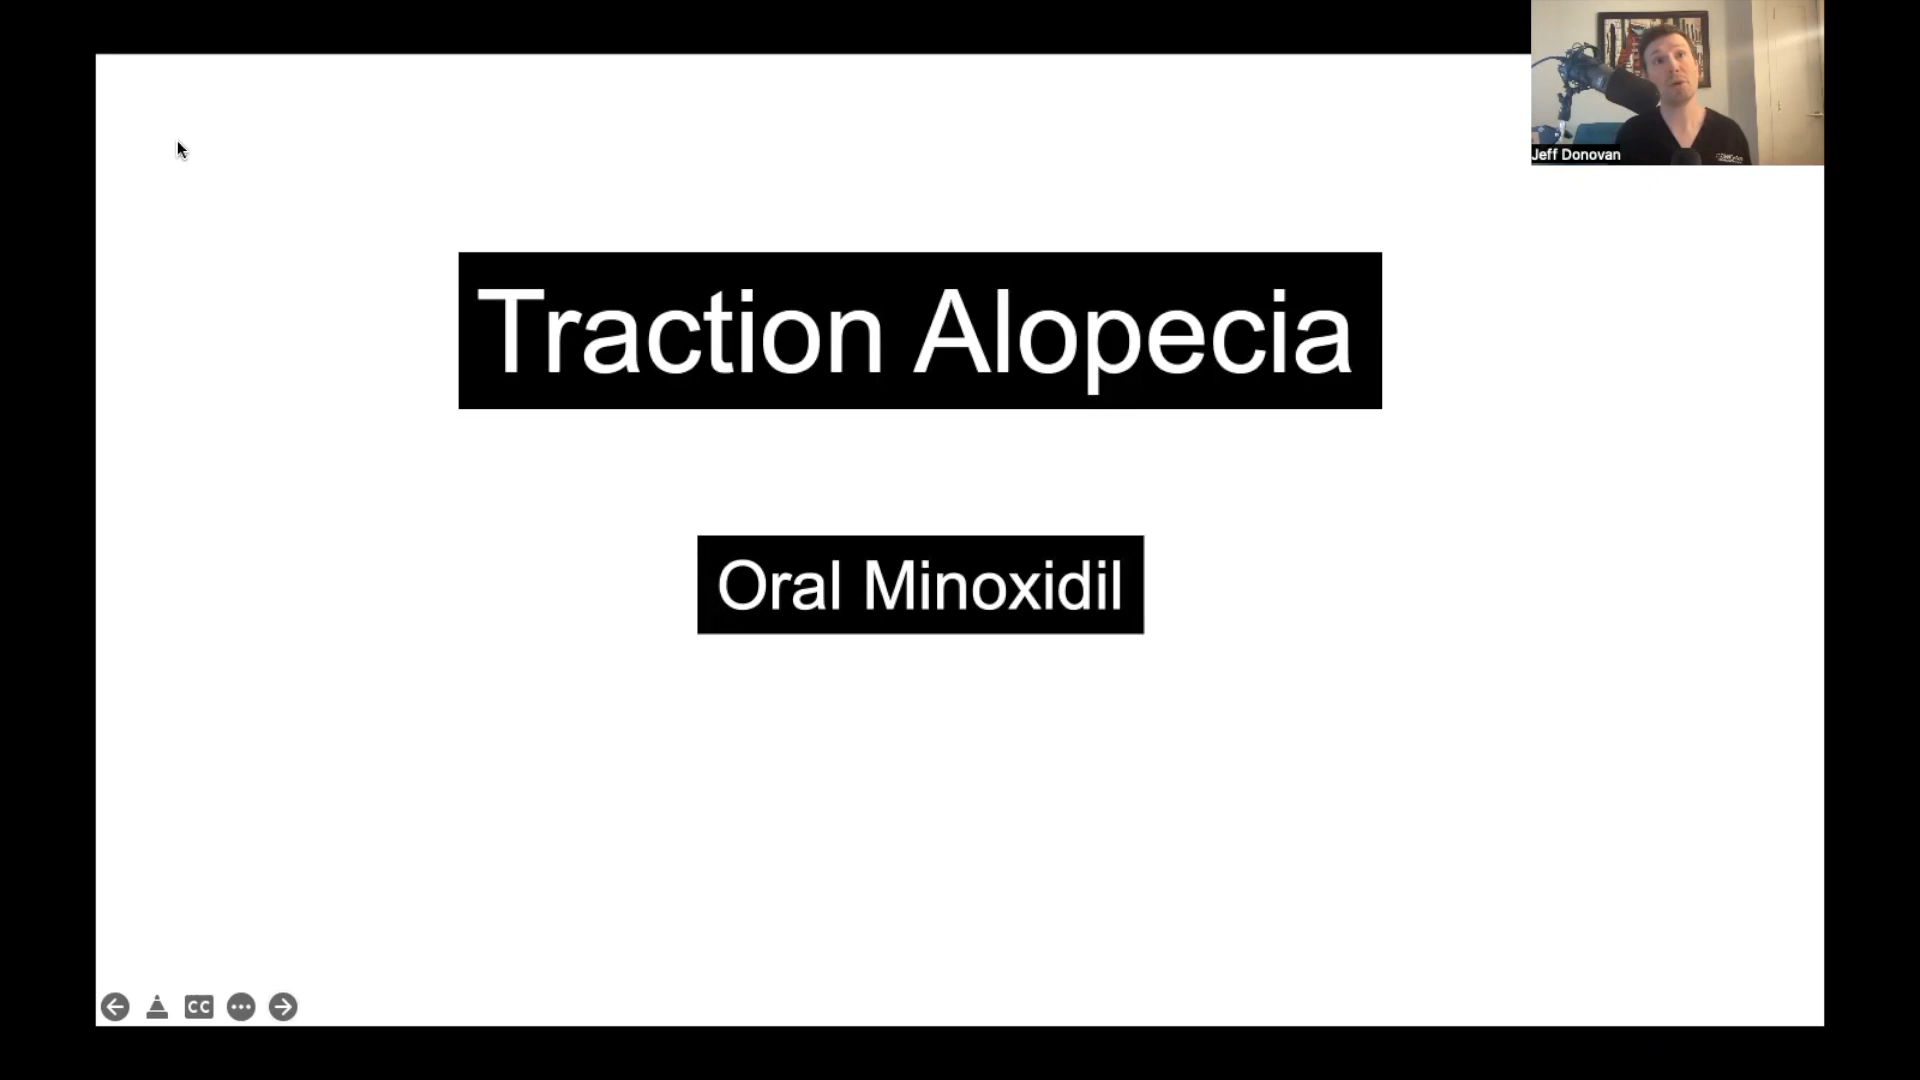 Jeff Donovan
Traction Alopecia
Oral Minoxidil
CC